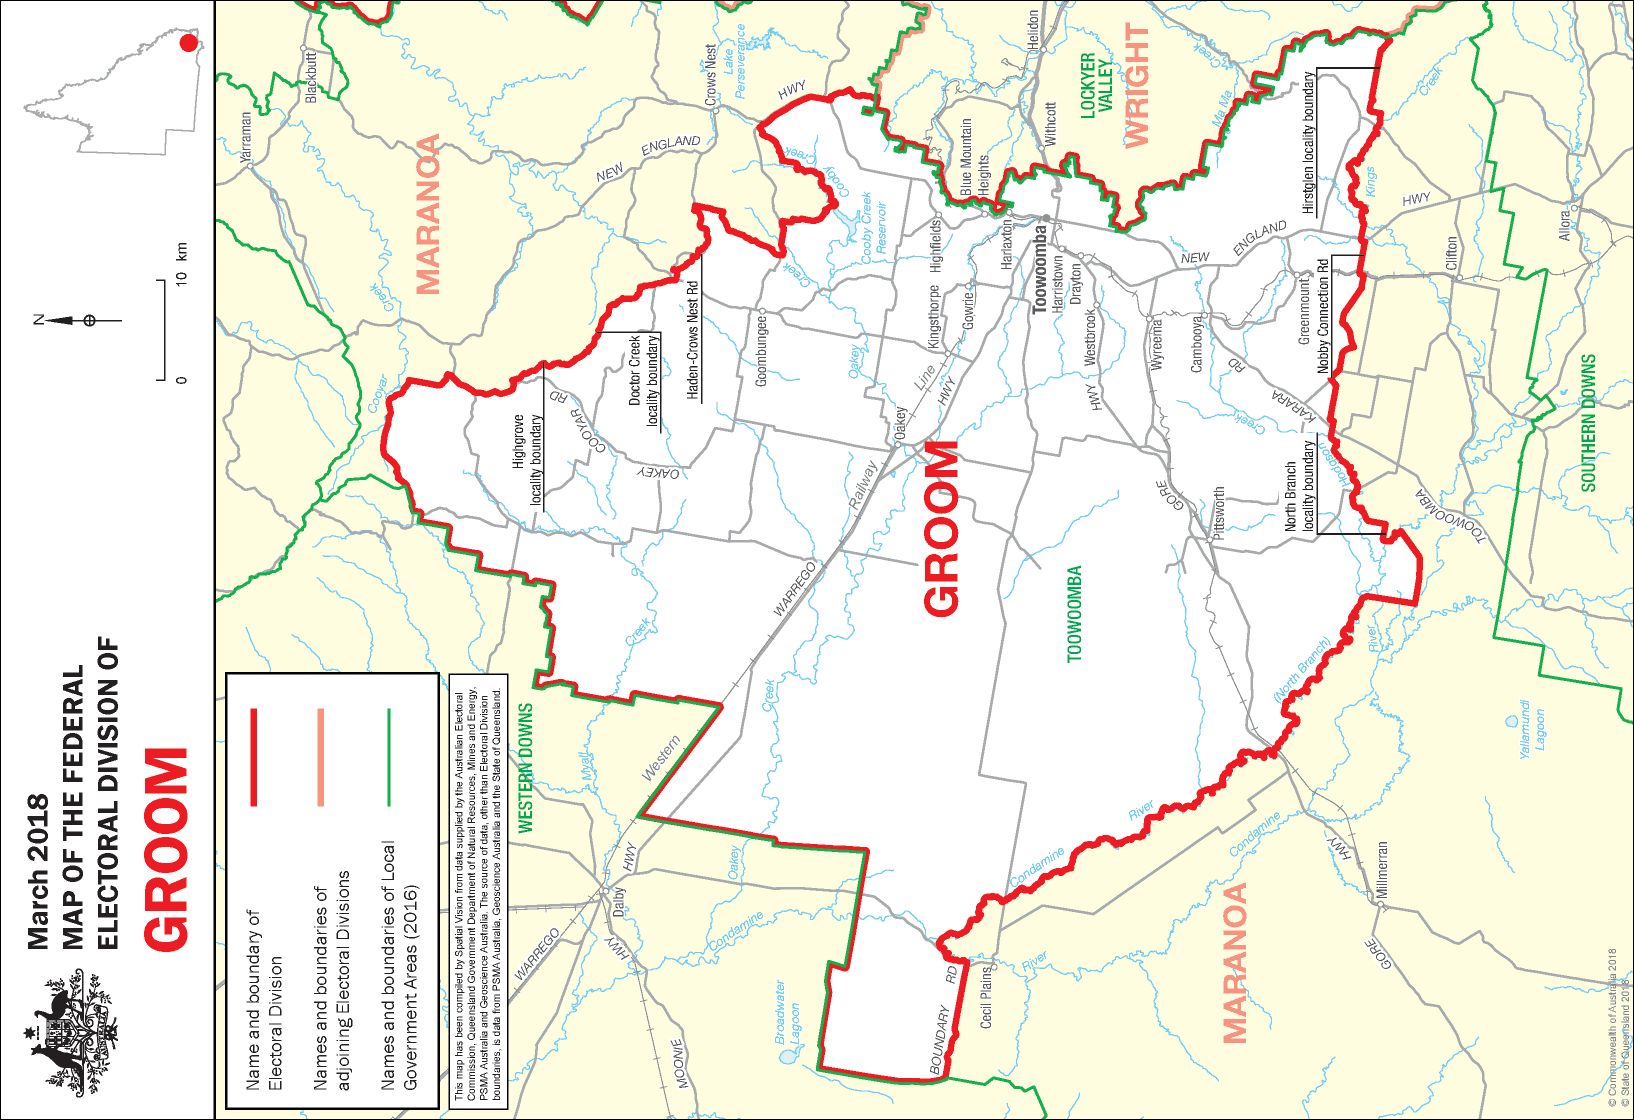 March 2018
MAP OF THE FEDERAL
ELECTORAL DIVISION OF
GROOM
N
0
10 km
Name and boundary of
Electoral Division
Names and boundaries of
adjoining Electoral Divisions
Names and boundaries of Local
Government Areas (2016)
This map has been compiled by Spatial Vision from data supplied by the Australian Electoral
Commission, Queensland Government Department of Natural Resources, Mines and Energy,
PSMA Australia and Geoscience Australia. The source of data, other than Electoral Division
boundaries, is data from PSMA Australia, Geoscience Australia and the State of Queensland.
Yarraman
Blackbutt
MARANOA
Cooyar
Creek
NEW
ENGLAND
HWY
Crows Nest
Lake
Perseverance
Highgrove
locality boundary
OAKEY
COOYAR RD
Doctor Creek
locality boundary
Haden-Crows Nest Rd
Goombungee
Creek
Cooby
Creek
Cooby Creek
Reservoir
Oakey
Highfields
Kingsthorpe
Gowrie
Blue Mountain
Heights
Harlaxton
Toowoomba
Harristown
Drayton
Westbrook
Helidon
Withcott
LOCKYER
VALLEY
WRIGHT
Ma Ma
Creek
Oakey
Line
HWY
Railway
WARREGO
Western
Creek
Creek
Myall
WESTERN DOWNS
GROOM
TOOWOOMBA
HWY
GORE
Wyreema
Cambooya
NEW
ENGLAND
HWY
Greenmount
Nobby Connection Rd
Hirstglen locality boundary
Kings
Creek
Clifton
Allora
RD
KARARA
Creek
Hodgson
Pittsworth
North Branch
locality boundary
TOOWOOMBA
SOUTHERN DOWNS
(North Branch)
River
Yallamundi
Lagoon
River
Condamine
Condamine
HWY
Millmerran
GORE
MARANOA
Dalby
HWY
WARREGO
HWY
MOONIE
Oakey
Condamine
Broadwater
Lagoon
BOUNDARY
RD
Cecil Plains
River
© Commonwealth of Australia 2018
© State of Queensland 2018